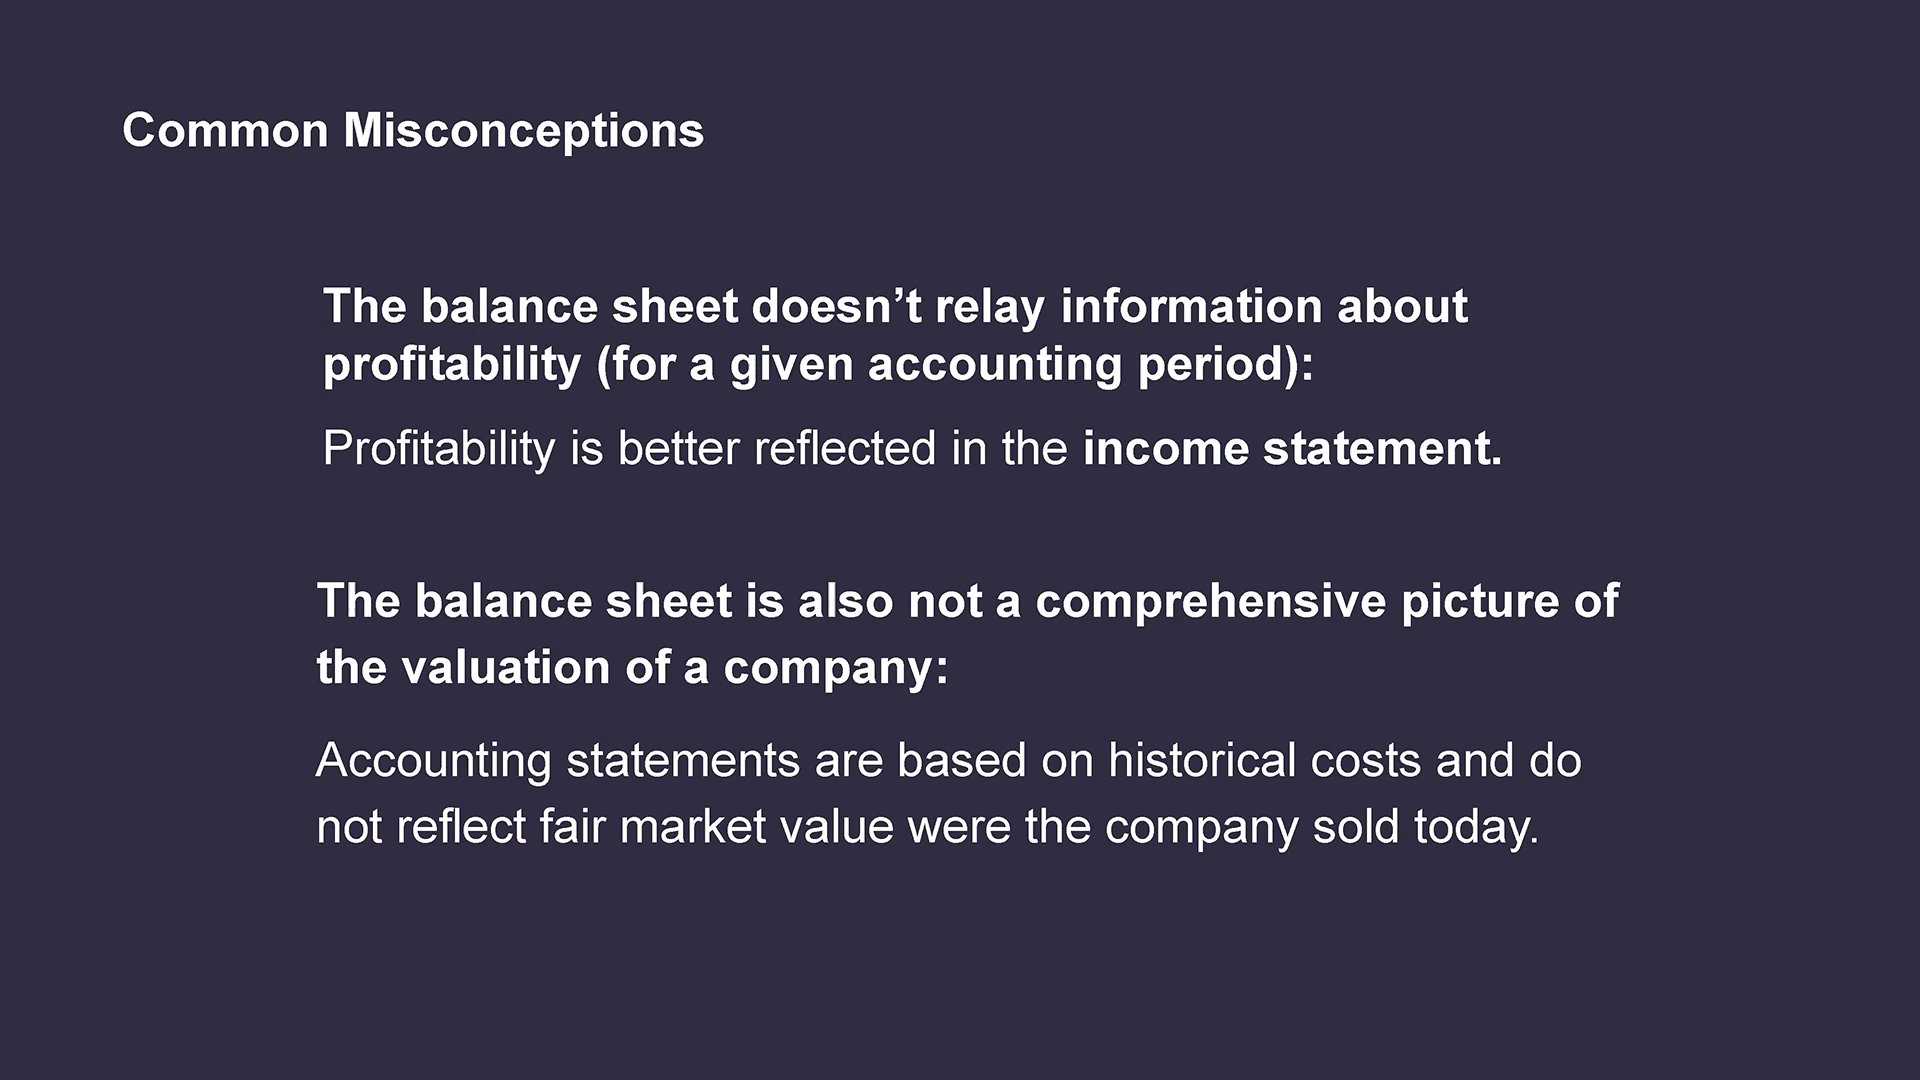 Common Misconceptions
The balance sheet doesn’t relay information about
profitability (for a given accounting period):
Profitability is better reflected in the income statement.
The balance sheet is also not a comprehensive picture of
the valuation of a company:
Accounting statements are based on historical costs and do
not reflect fair market value were the company sold today.